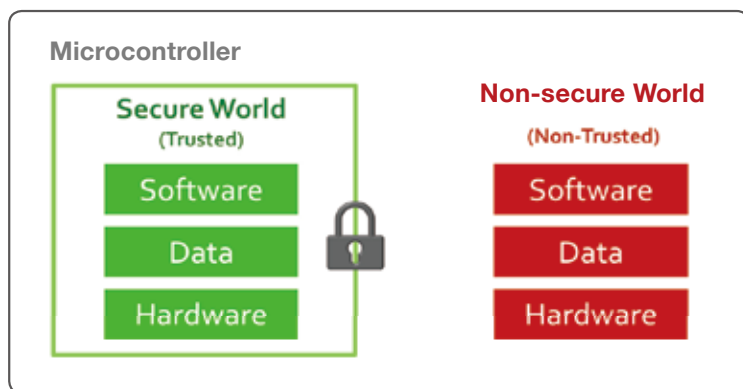 Microcontroller
Secure World
(Trusted)
Software
Data
Hardware
Non-secure World
(Non-Trusted)
Software
Data
Hardware